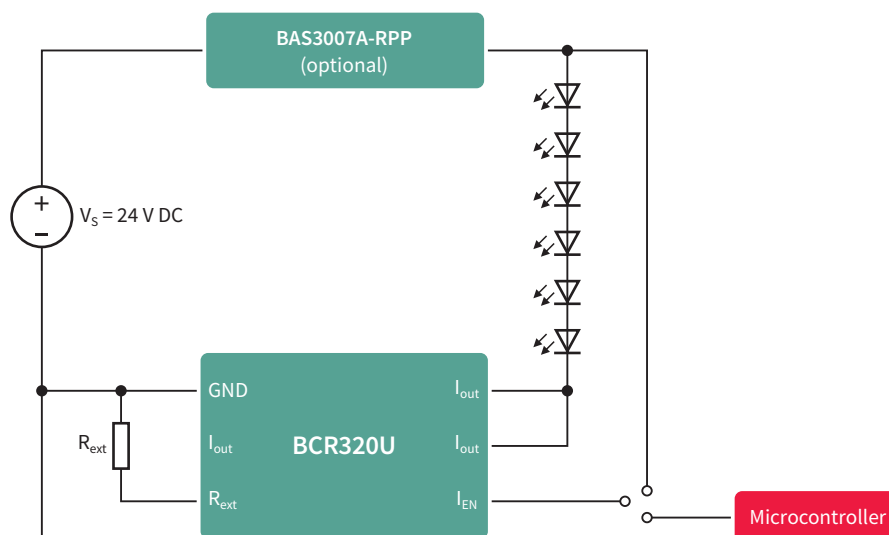 BAS3007A-RPP
(optional)
+
−
Vs = 24 V DC
GND
Iout
Rext
Iout
BCR320U
Iout
Rext
IEN
Microcontroller